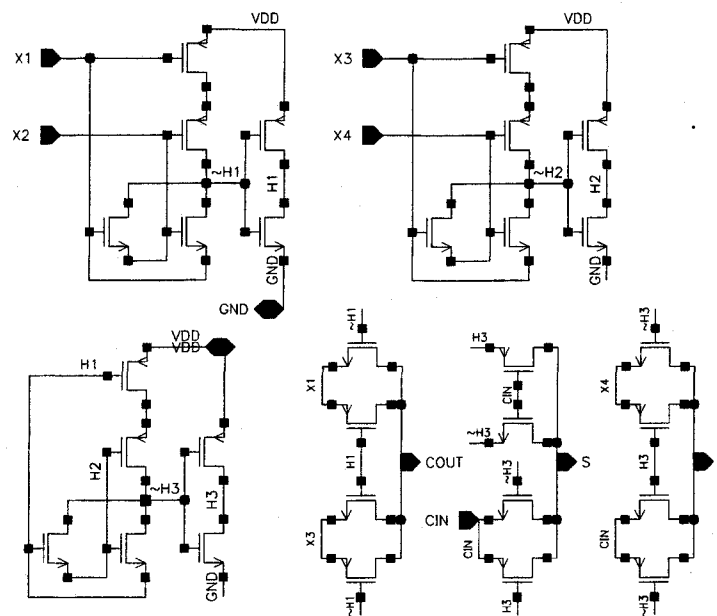 VDD
X1
X2
~H1
H1
GND
GND
VDD
X3
X4
~H2
H2
GND
VDD
VDD
H1
H2
~H3
H3
GND
~H1
X1
H1
COUT
X3
~H1
H3
CIN
~H3
~H3
S
CIN
CIN
H3
~H3
X4
H3
CIN
~H3